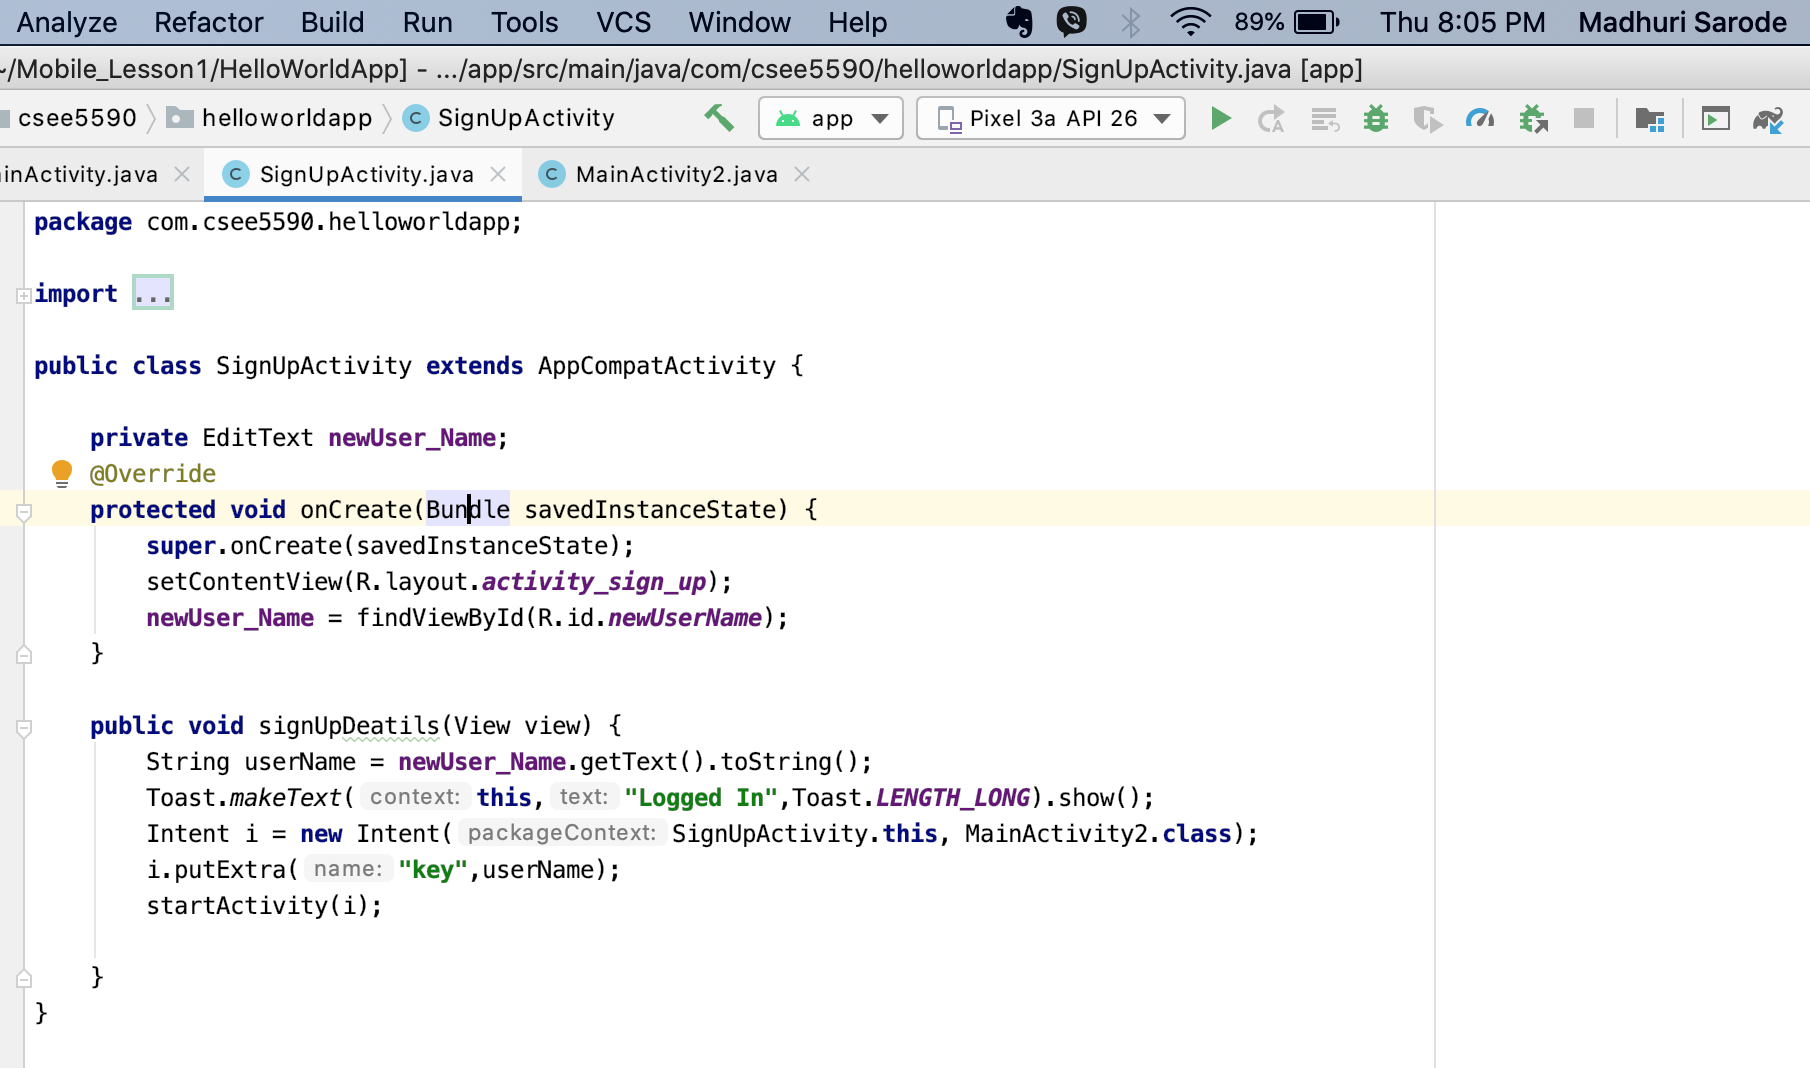 Analyze Refactor Build Run Tools VCS Window Help 89% Thu 8:05 PM Madhuri Sarode
~/Mobile_Lesson1/HelloWorldApp] - .../app/src/main/java/com/csee5590/helloworldapp/SignUpActivity.java [app]
csee5590 helloworldapp C SignUpActivity app Pixel 3a API 26
inActivity.java C SignUpActivity.java C MainActivity2.java
package com.csee5590.helloworldapp;
import ...
public class SignUpActivity extends AppCompatActivity {
private EditText newUser_Name;
@Override
protected void onCreate(Bundle savedInstanceState) {
super.onCreate(savedInstanceState);
setContentView(R.layout.activity_sign_up);
newUser_Name = findViewById(R.id.newUserName);
}
public void signUpDeatils(View view) {
String userName = newUser_Name.getText().toString();
Toast.makeText( context: this, text: "Logged In",Toast.LENGTH_LONG).show();
Intent i = new Intent( packageContext: SignUpActivity.this, MainActivity2.class);
i.putExtra( name: "key",userName);
startActivity(i);
}
}